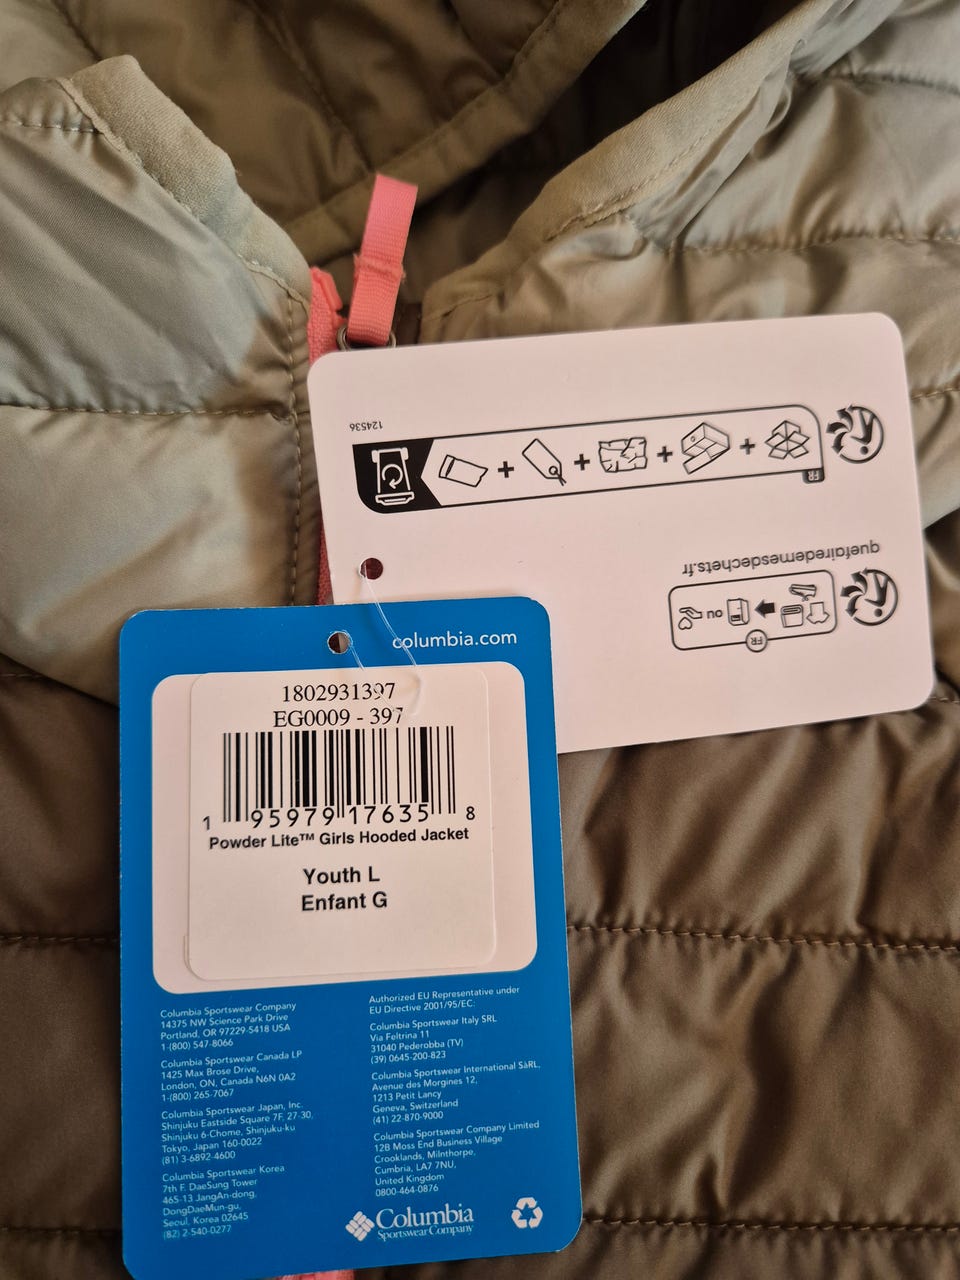 124536
FR
quefairedemesdechets.fr
ou
FR
columbia.com
1802931397
EG0009 - 397
1 95979 17635 8
Powder Lite™ Girls Hooded Jacket
Youth L
Enfant G
Columbia Sportswear Company
14375 NW Science Park Drive
Portland, OR 97229-5418 USA
1-(800) 547-8066
Columbia Sportswear Canada LP
1425 Max Brose Drive,
London, ON, Canada N6N 0A2
1-(800) 265-7067
Columbia Sportswear Japan, Inc.
Shinjuku Eastside Square 7F, 27-30,
Shinjuku 6-Chome, Shinjuku-ku
Tokyo, Japan 160-0022
(81) 3-6892-4600
Columbia Sportswear Korea
7th F. DaeSung Tower
465-13 JangAn-dong,
DongDaeMun-gu,
Seoul, Korea 02645
(82) 2-540-0277
Authorized EU Representative under
EU Directive 2001/95/EC:
Columbia Sportswear Italy SRL
Via Feltrina 11
31040 Pederobba (TV)
(39) 0645-200-823
Columbia Sportswear International SàRL,
Avenue des Morgines 12,
1213 Petit Lancy
Geneva, Switzerland
(41) 22-870-9000
Columbia Sportswear Company Limited
12B Moss End Business Village
Crooklands, Milnthorpe,
Cumbria, LA7 7NU,
United Kingdom
0800-464-0876
Columbia
Sportswear Company